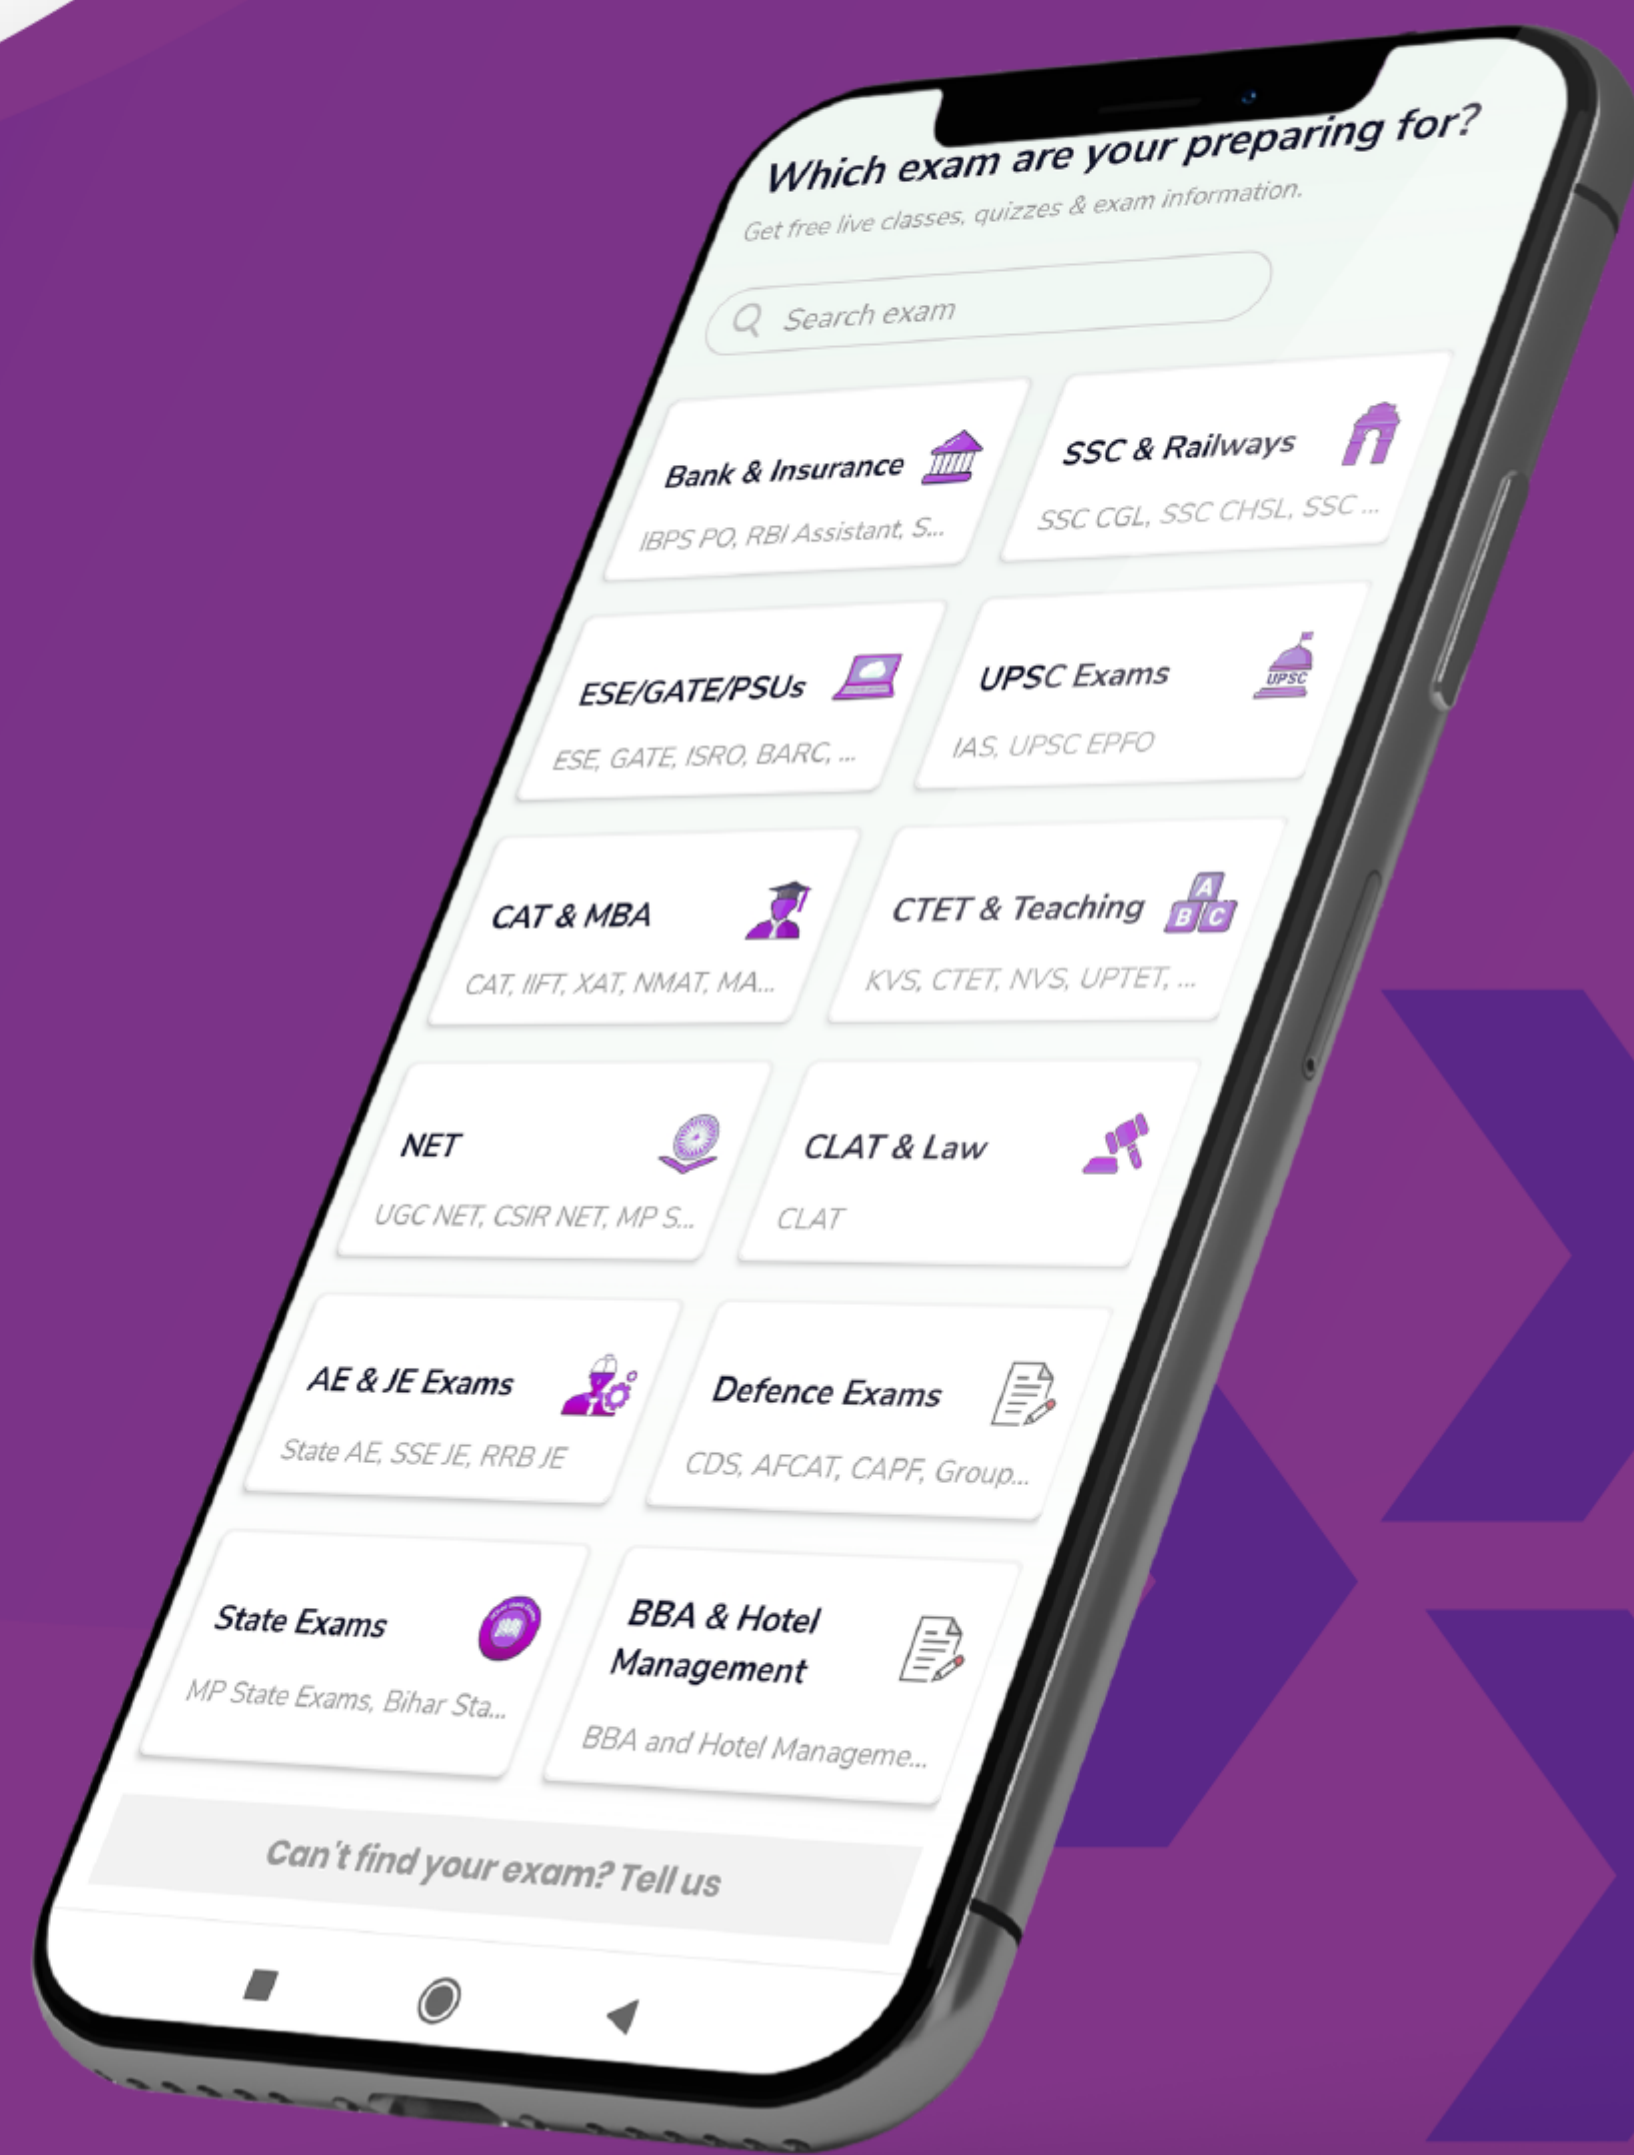 Which exam are your preparing for?
Get free live classes, quizzes & exam information.
Search exam
Bank & Insurance
IBPS PO, RBI Assistant, S...
SSC & Railways
SSC CGL, SSC CHSL, SSC ...
ESE/GATE/PSUs
ESE, GATE, ISRO, BARC, ...
UPSC Exams
UPSC
IAS, UPSC EPFO
CAT & MBA
CAT, IIFT, XAT, NMAT, MA...
CTET & Teaching
A
B C
KVS, CTET, NVS, UPTET, ...
NET
UGC NET, CSIR NET, MP S...
CLAT & Law
CLAT
AE & JE Exams
State AE, SSE JE, RRB JE
Defence Exams
CDS, AFCAT, CAPF, Group...
State Exams
MP State Exams, Bihar Sta...
BBA & Hotel
Management
BBA and Hotel Manageme...
Can't find your exam? Tell us